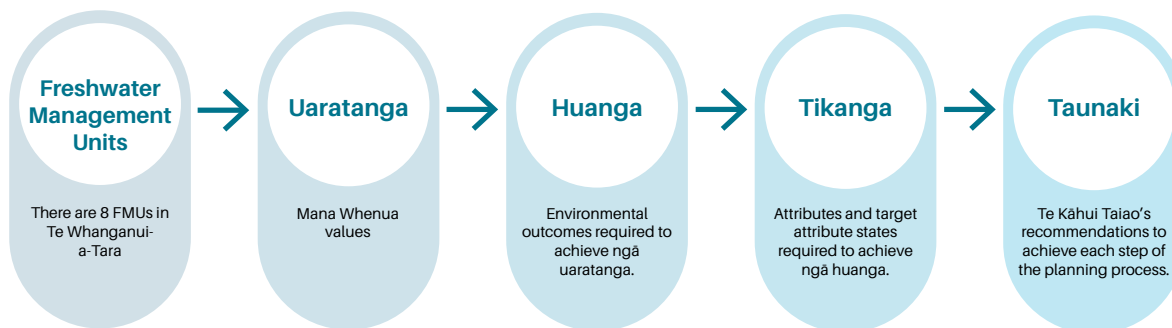 Freshwater
Management
Units
There are 8 FMUs in
Te Whanganui-
a-Tara
Uaratanga
Mana Whenua
values
Huanga
Environmental
outcomes required to
achieve ngā
uaratanga.
Tikanga
Attributes and target
attribute states
required to achieve
ngā huanga.
Taunaki
Te Kāhui Taiao’s
recommendations to
achieve each step of
the planning process.